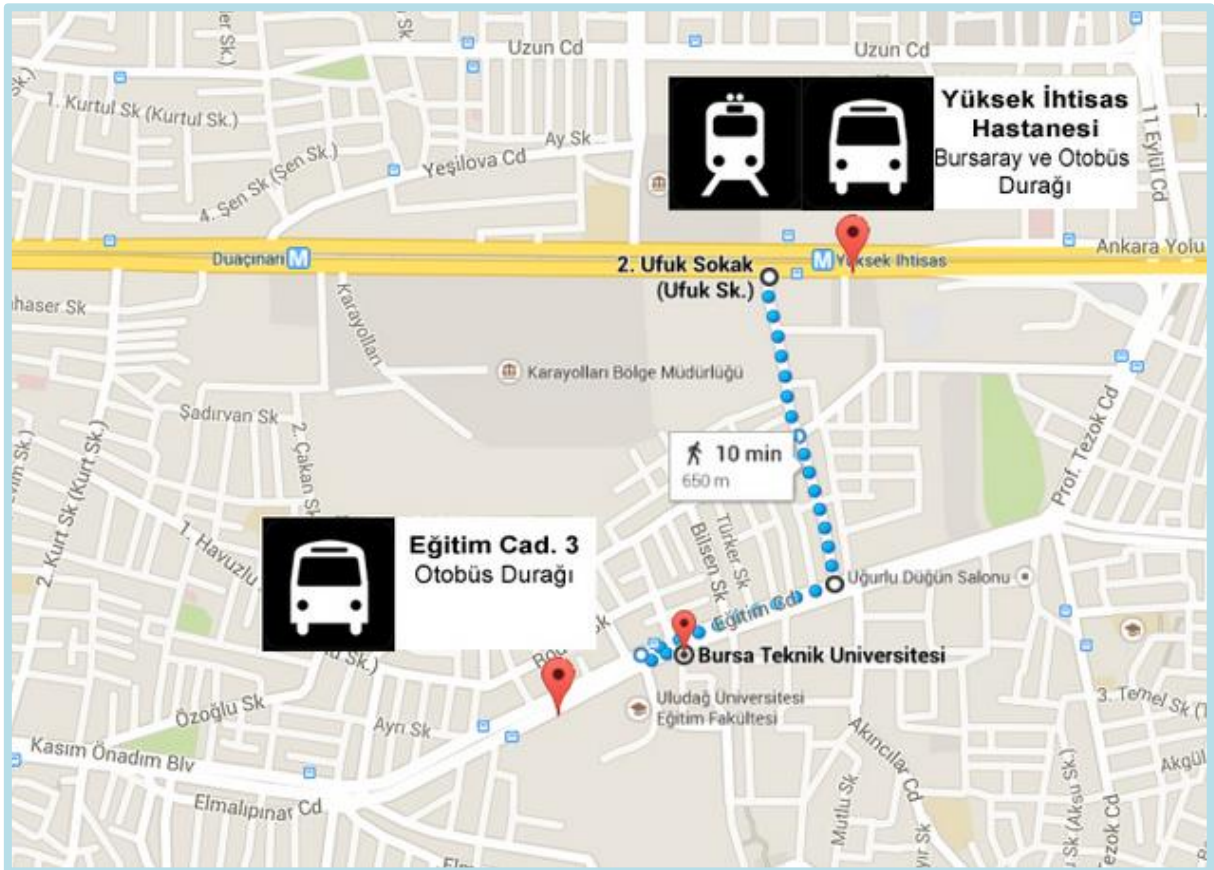 Uzun Cd
Uzun Cd
1. Kurtul Sk (Kurtul Sk.)
Ay Sk
Yeşilova Cd
4. Şen Sk (Şen Sk.)
11 Eylül Cd
Yüksek İhtisas
Hastanesi
Bursaray ve Otobüs
Durağı
Ankara Yolu
Duaçınarı M
M Yüksek Ihtisas
2. Ufuk Sokak
(Ufuk Sk.)
Karayolları
Karayolları Bölge Müdürlüğü
Şadırvan Sk
2. Çakan Sk
2. Kurt Sk (Kurt Sk.)
1. Havuzlu
Prof. Tezok Cd
10 min
650 m
Türker Sk
Bilsen Sk
Eğitim Cad. 3
Otobüs Durağı
Uğurlu Düğün Salonu
Eğitim Cd
Bursa Teknik Universitesi
Uludağ Üniversitesi
Eğitim Fakültesi
Özoğlu Sk
Ayrı Sk
Kasım Önadım Blv
Elmalıpınar Cd
3. Temel Sk
Akıncılar Cd
Mutlu Sk
Sk (Aksu Sk.)
Tezok Cd